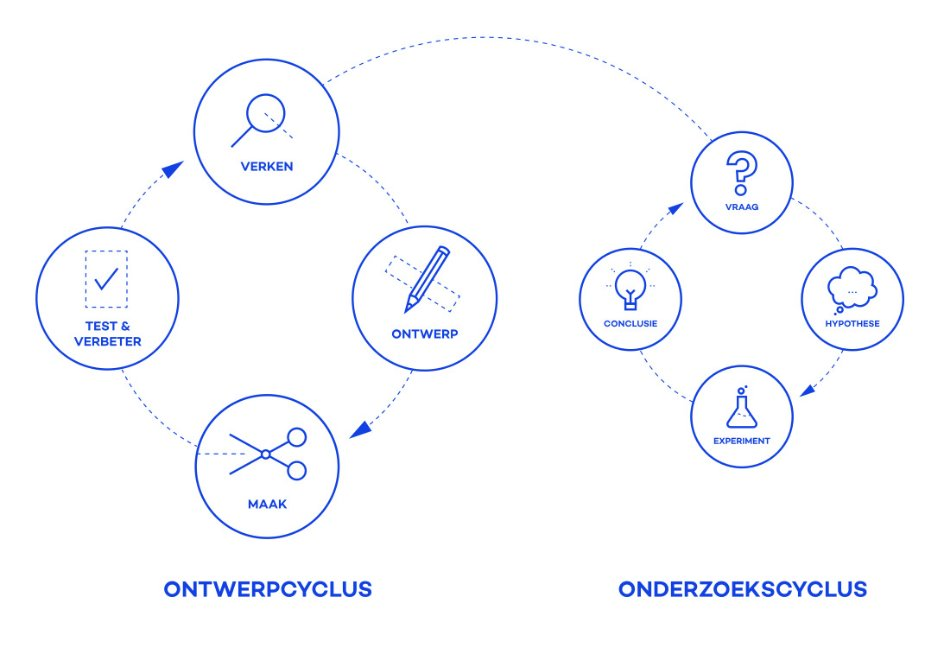 VERKEN
ONTWERP
MAAK
TEST &
VERBETER
ONTWERPCYCLUS
VRAAG
HYPOTHESE
EXPERIMENT
CONCLUSIE
ONDERZOEKSCYCLUS